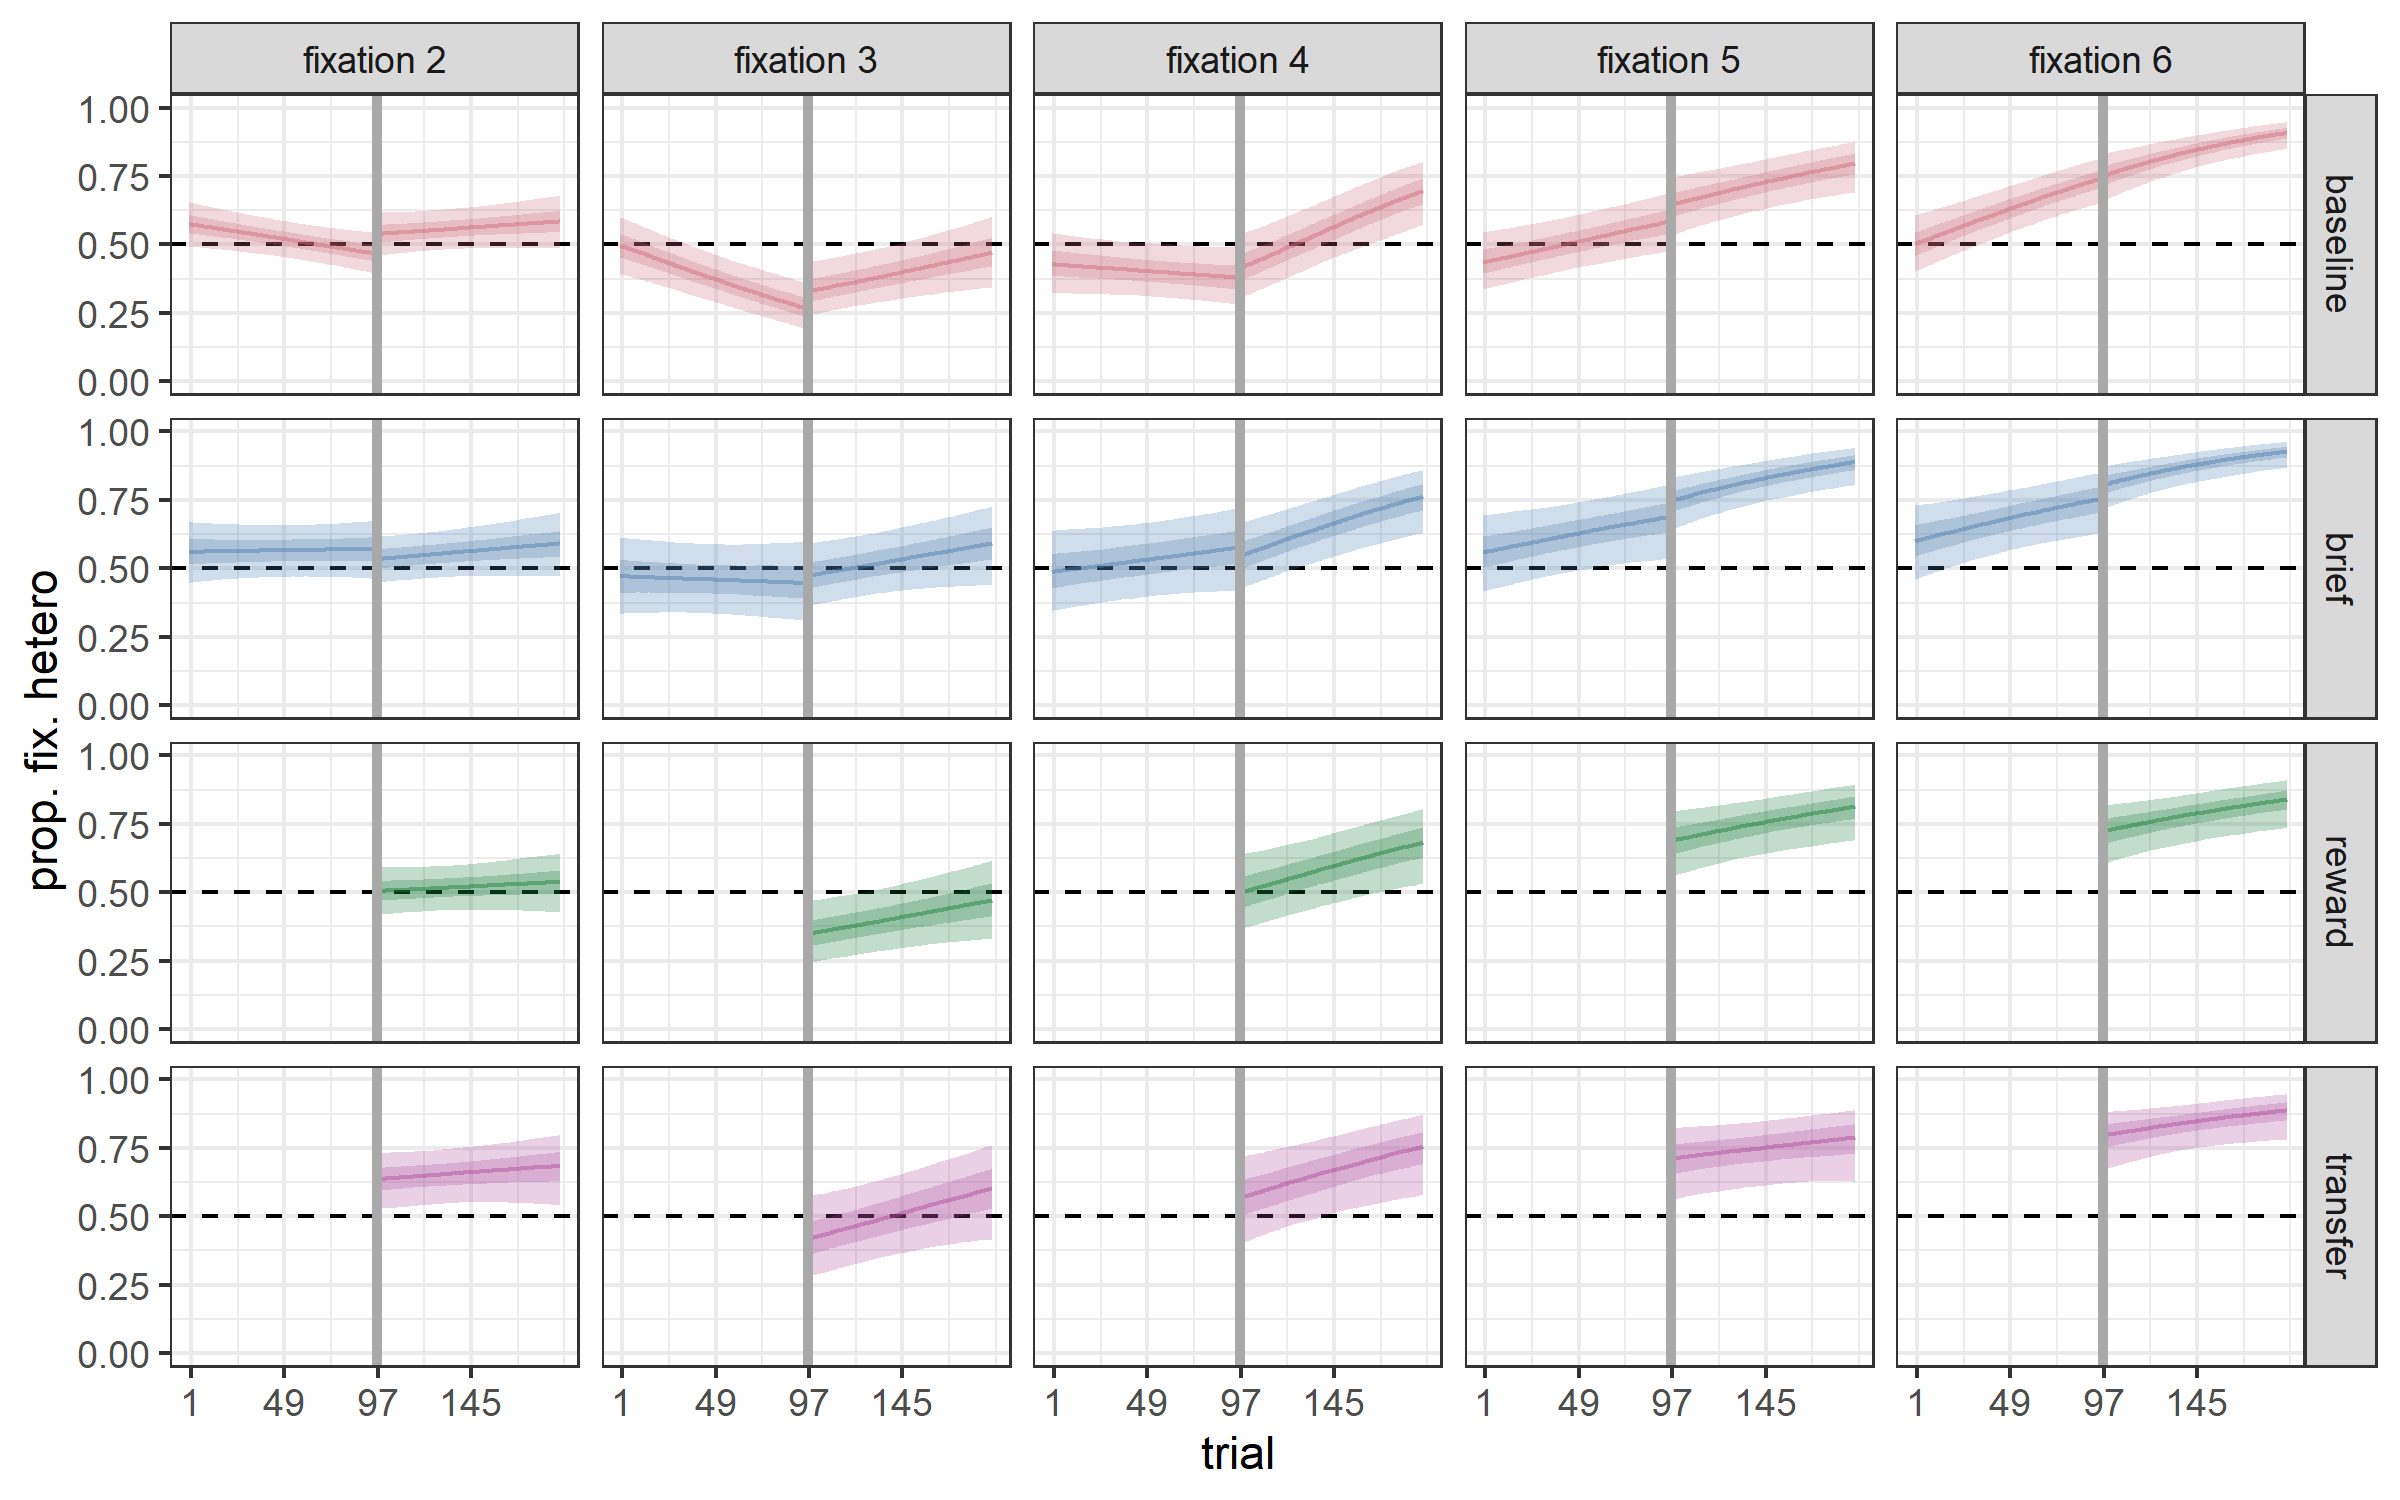 fixation 2 fixation 3 fixation 4 fixation 5 fixation 6
1.00
0.75
0.50
0.25
0.00
baseline
1.00
0.75
0.50
0.25
0.00
brief
prop. fix. hetero
1.00
0.75
0.50
0.25
0.00
reward
1.00
0.75
0.50
0.25
0.00
transfer
1 49 97 145 1 49 97 145 1 49 97 145 1 49 97 145 1 49 97 145
trial